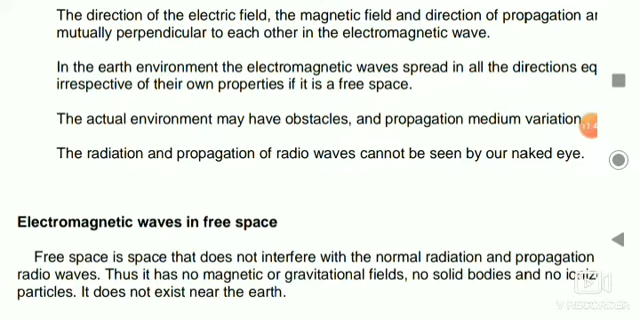 The direction of the electric field, the magnetic field and direction of propagation
mutually perpendicular to each other in the electromagnetic wave.
In the earth environment the electromagnetic waves spread in all the directions
irrespective of their own properties if it is a free space.
The actual environment may have obstacles, and propagation medium variation
The radiation and propagation of radio waves cannot be seen by our naked eye.
Electromagnetic waves in free space
Free space is space that does not interfere with the normal radiation and propagation
radio waves. Thus it has no magnetic or gravitational fields, no solid bodies and no
particles. It does not exist near the earth.
V RECORDER